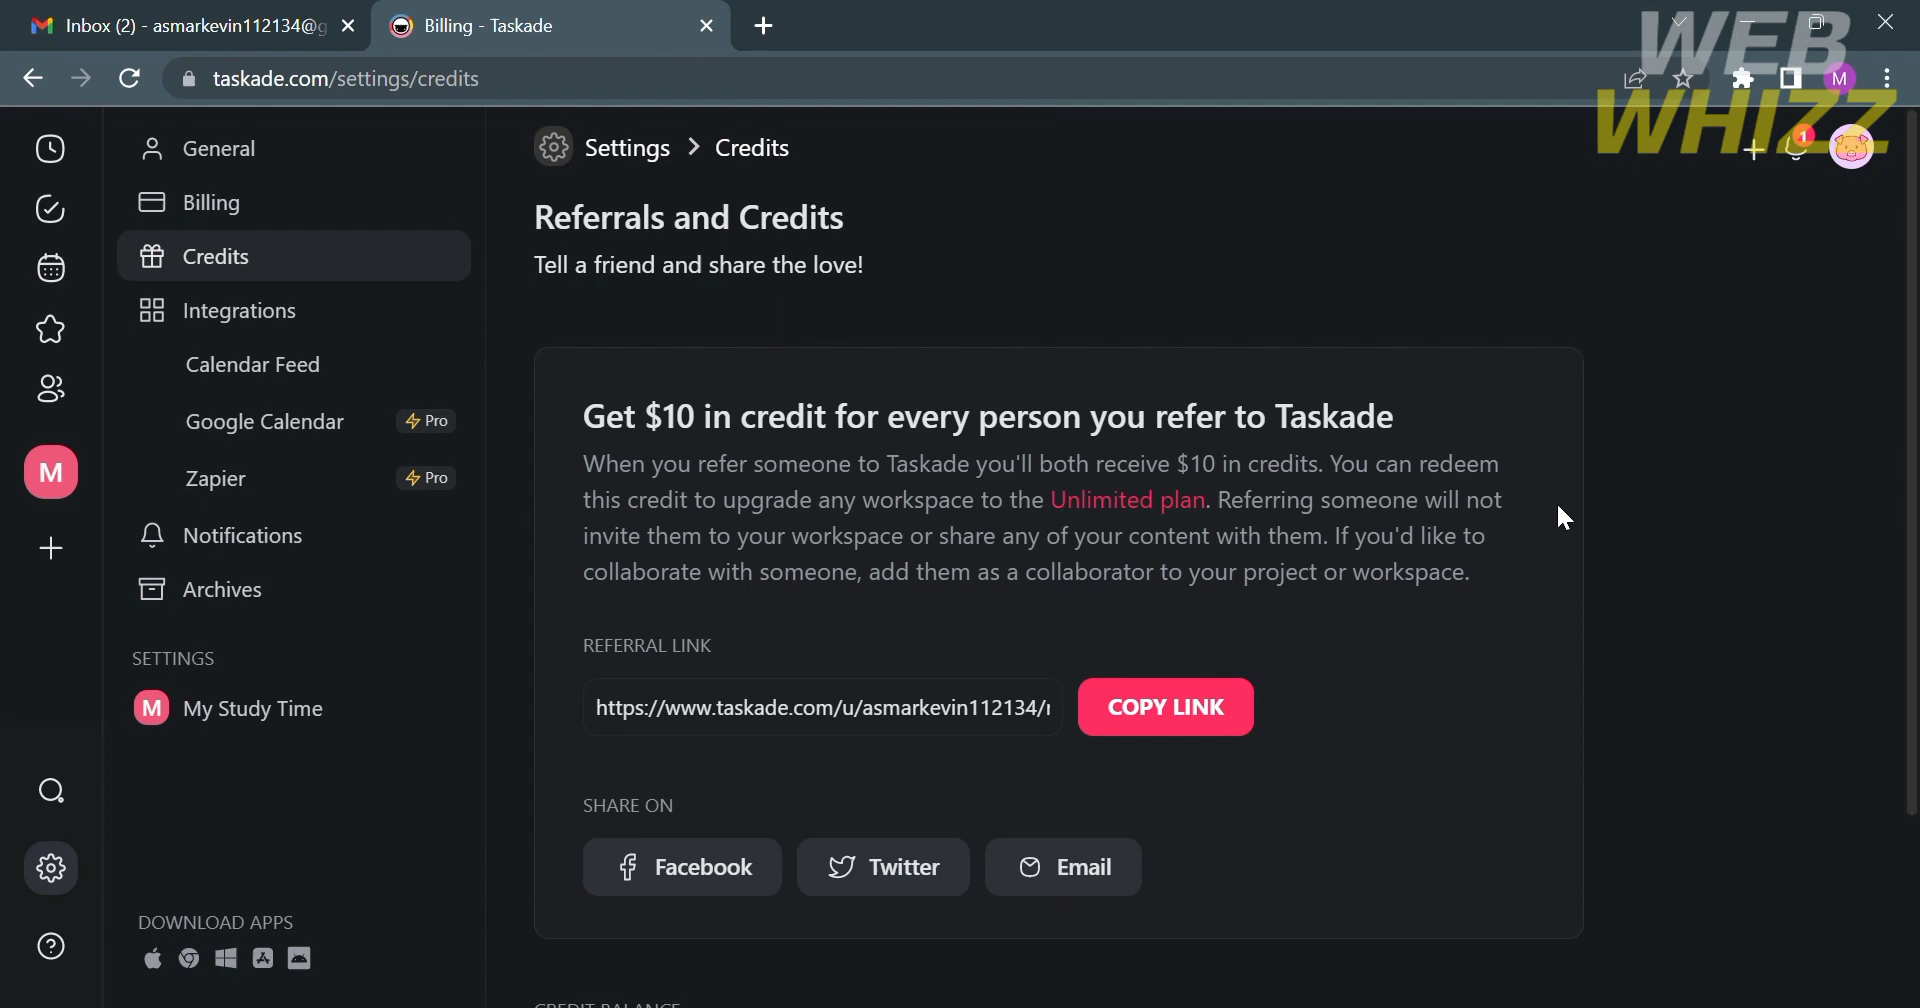 Inbox (2) - asmarkevin112134@g
Billing - Taskade
taskade.com/settings/credits
M
WEB
WHIZZ
1
General
Billing
Credits
Integrations
Calendar Feed
Google Calendar Pro
Zapier Pro
Notifications
Archives
SETTINGS
M My Study Time
DOWNLOAD APPS
M
Settings > Credits
Referrals and Credits
Tell a friend and share the love!
Get $10 in credit for every person you refer to Taskade
When you refer someone to Taskade you'll both receive $10 in credits. You can redeem
this credit to upgrade any workspace to the Unlimited plan. Referring someone will not
invite them to your workspace or share any of your content with them. If you'd like to
collaborate with someone, add them as a collaborator to your project or workspace.
REFERRAL LINK
https://www.taskade.com/u/asmarkevin112134/
COPY LINK
SHARE ON
Facebook
Twitter
Email
CREDIT BALANCE